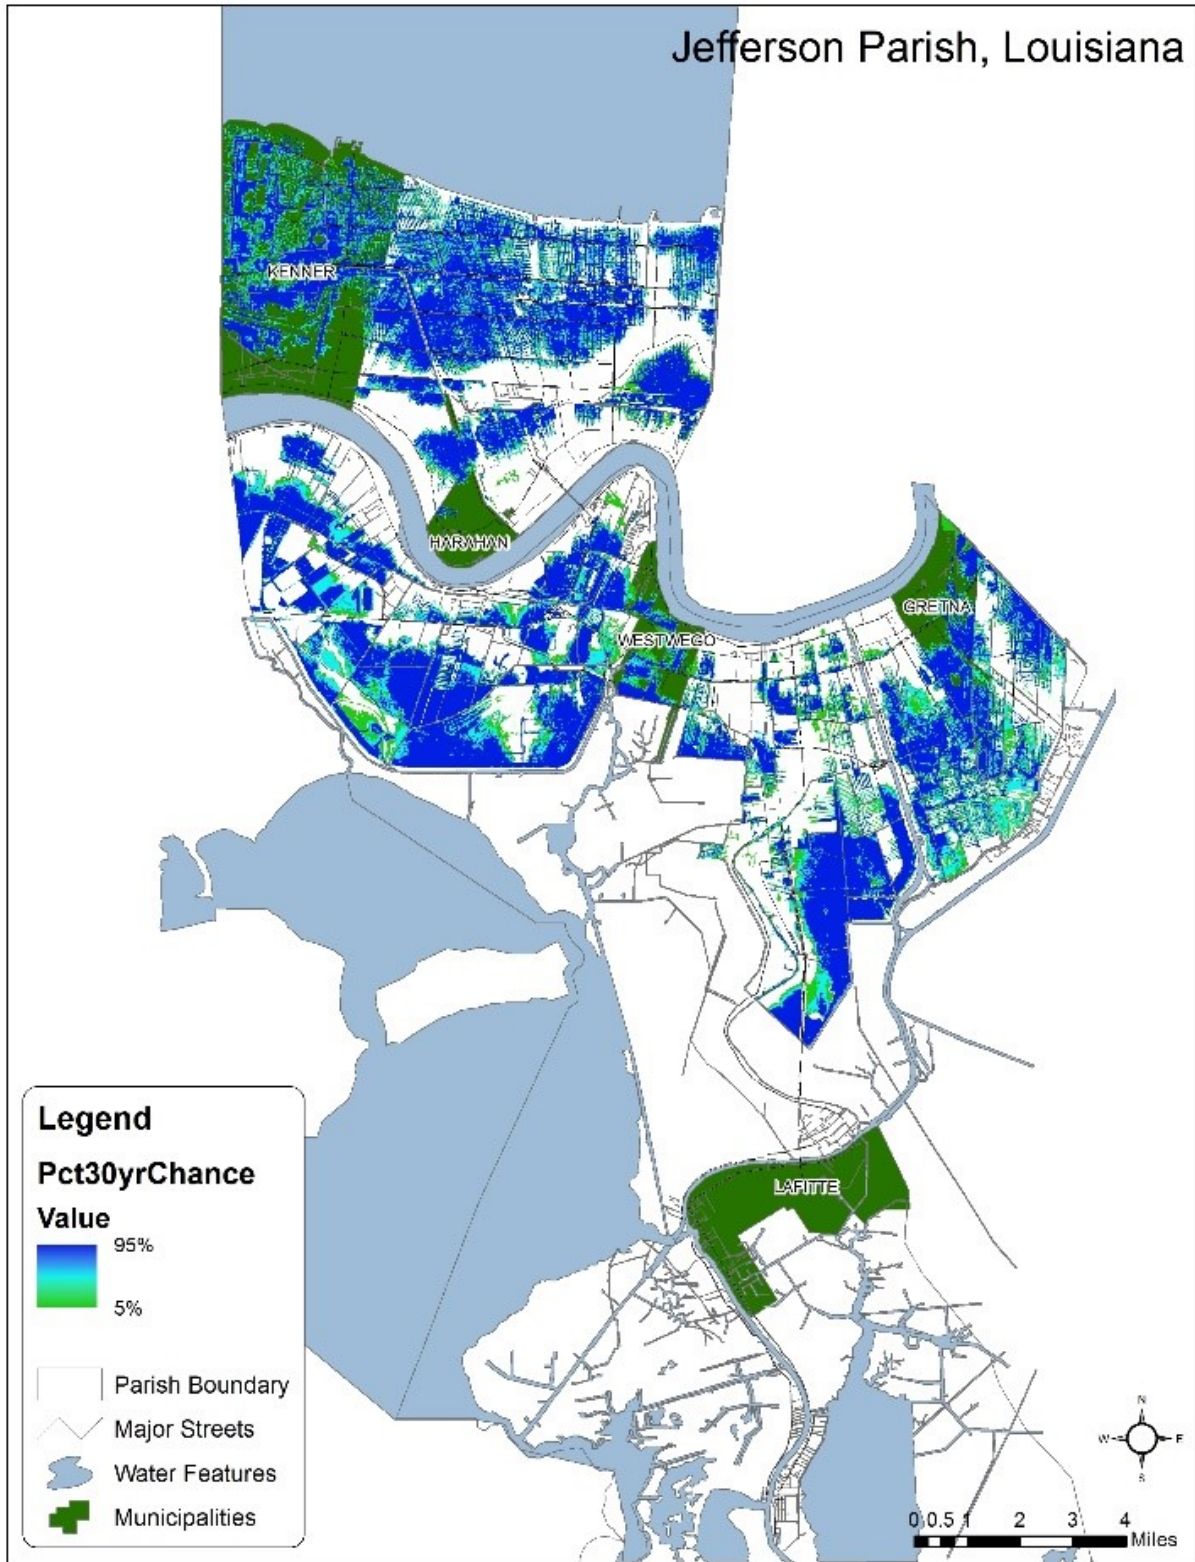 Jefferson Parish, Louisiana
KENNER
HARAHAN
GRETNA
WESTWEGO
LAFITTE
Legend
Pct30yrChance
Value
95%
5%
Parish Boundary
Major Streets
Water Features
Municipalities
N
W E
S
0 0.5 1 2 3 4
Miles